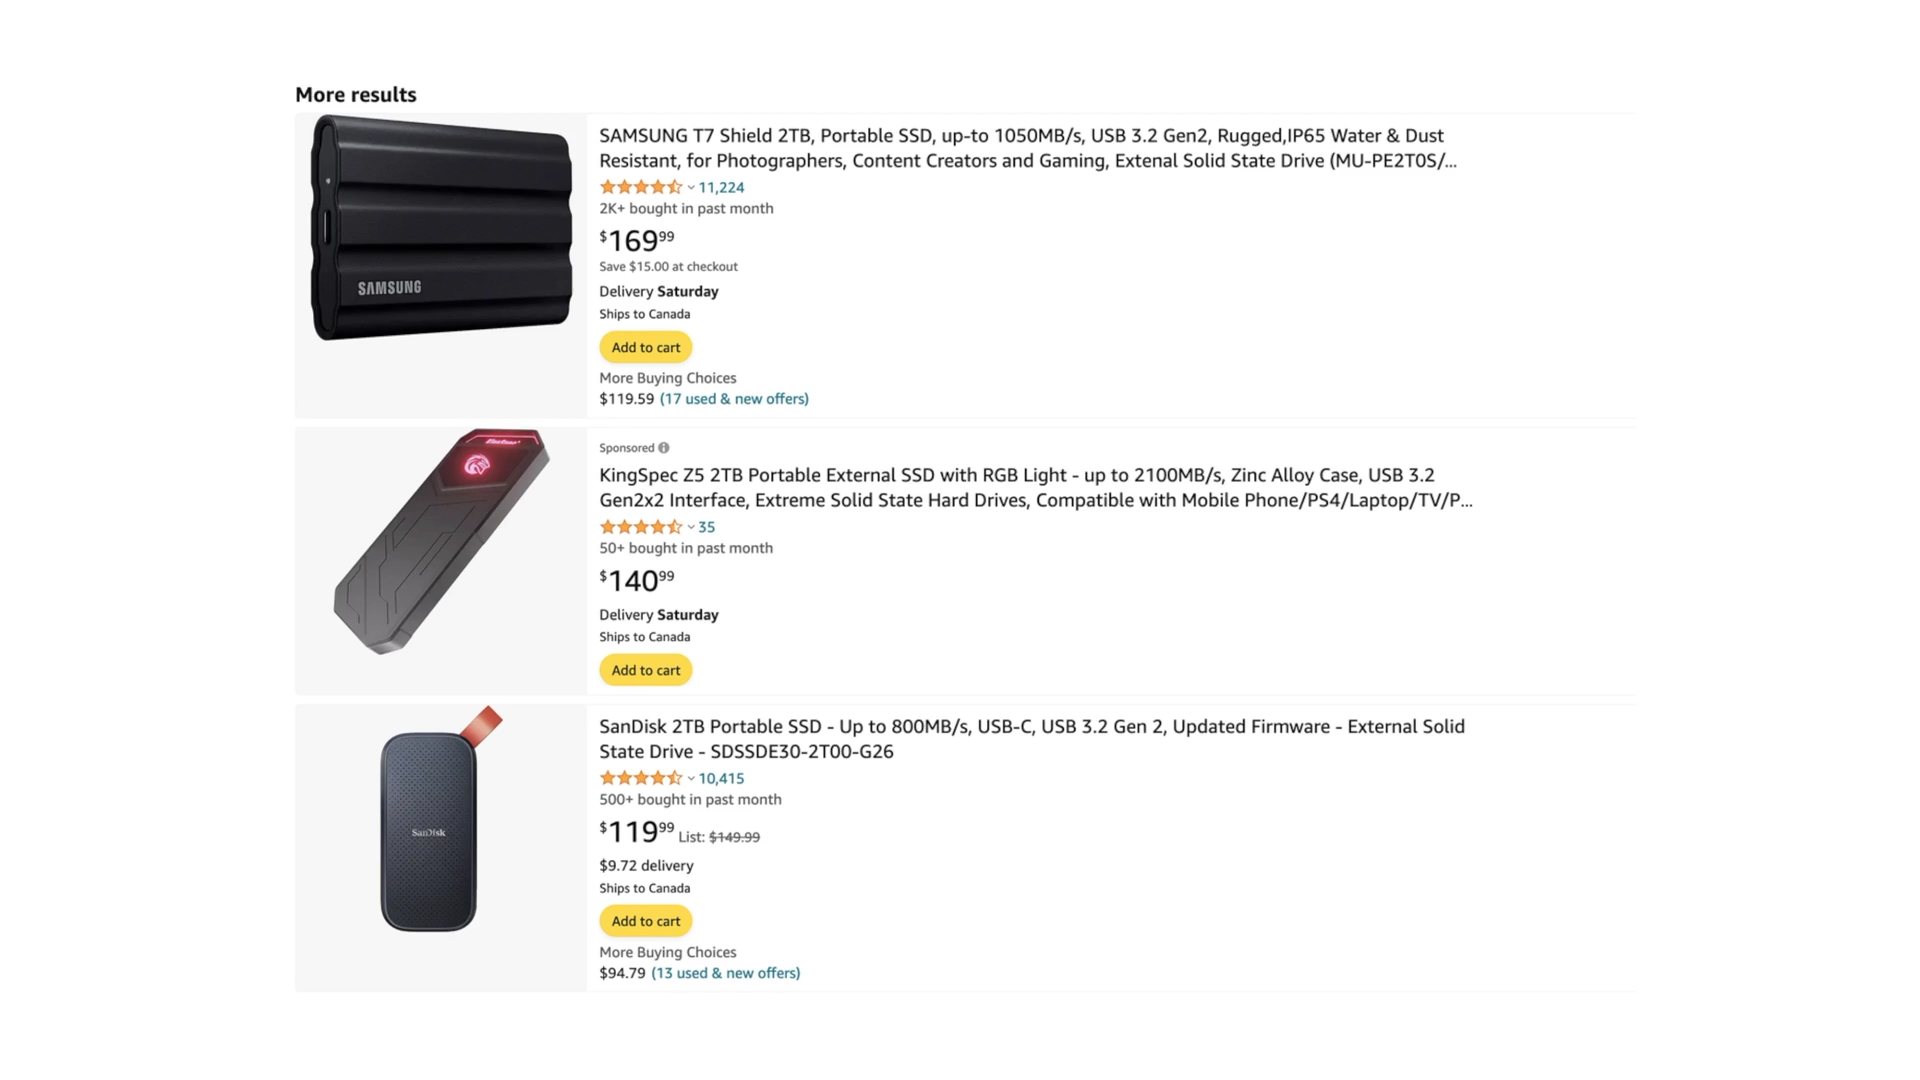 More results
SAMSUNG T7 Shield 2TB, Portable SSD, up-to 1050MB/s, USB 3.2 Gen2, Rugged,IP65 Water & Dust
Resistant, for Photographers, Content Creators and Gaming, Extenal Solid State Drive (MU-PE2T0S/...
11,224
2K+ bought in past month
$169.99
Save $15.00 at checkout
Delivery Saturday
Ships to Canada
Add to cart
More Buying Choices
$119.59 (17 used & new offers)
SAMSUNG
Sponsored
KingSpec Z5 2TB Portable External SSD with RGB Light - up to 2100MB/s, Zinc Alloy Case, USB 3.2
Gen2x2 Interface, Extreme Solid State Hard Drives, Compatible with Mobile Phone/PS4/Laptop/TV/P...
35
50+ bought in past month
$140.99
Delivery Saturday
Ships to Canada
Add to cart
SanDisk 2TB Portable SSD - Up to 800MB/s, USB-C, USB 3.2 Gen 2, Updated Firmware - External Solid
State Drive - SDSSDE30-2T00-G26
10,415
500+ bought in past month
$119.99 List: $149.99
$9.72 delivery
Ships to Canada
Add to cart
More Buying Choices
$94.79 (13 used & new offers)
SanDisk